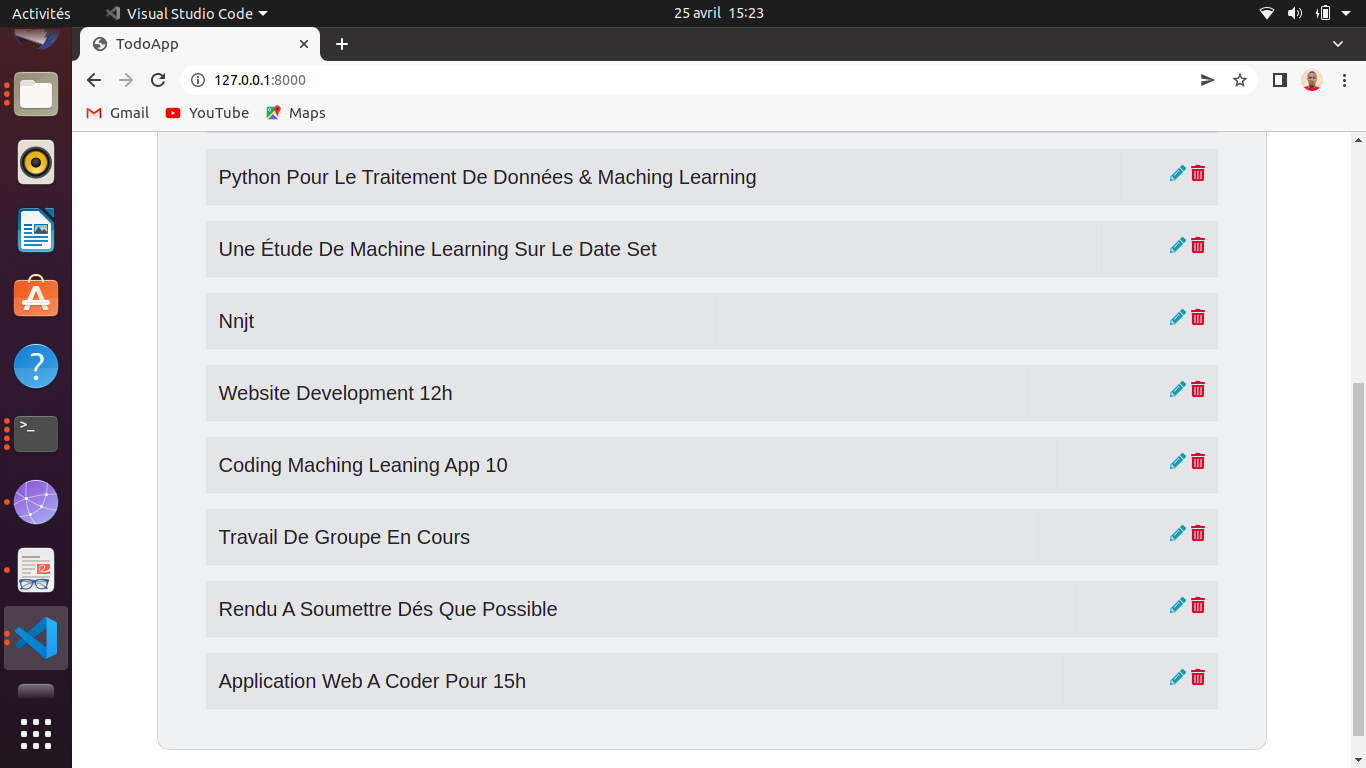 Activités
Visual Studio Code
25 avril 15:23
TodoApp
127.0.0.1:8000
Gmail
YouTube
Maps
Python Pour Le Traitement De Données & Maching Learning
Une Étude De Machine Learning Sur Le Date Set
Nnjt
Website Development 12h
Coding Maching Leaning App 10
Travail De Groupe En Cours
Rendu A Soumettre Dés Que Possible
Application Web A Coder Pour 15h